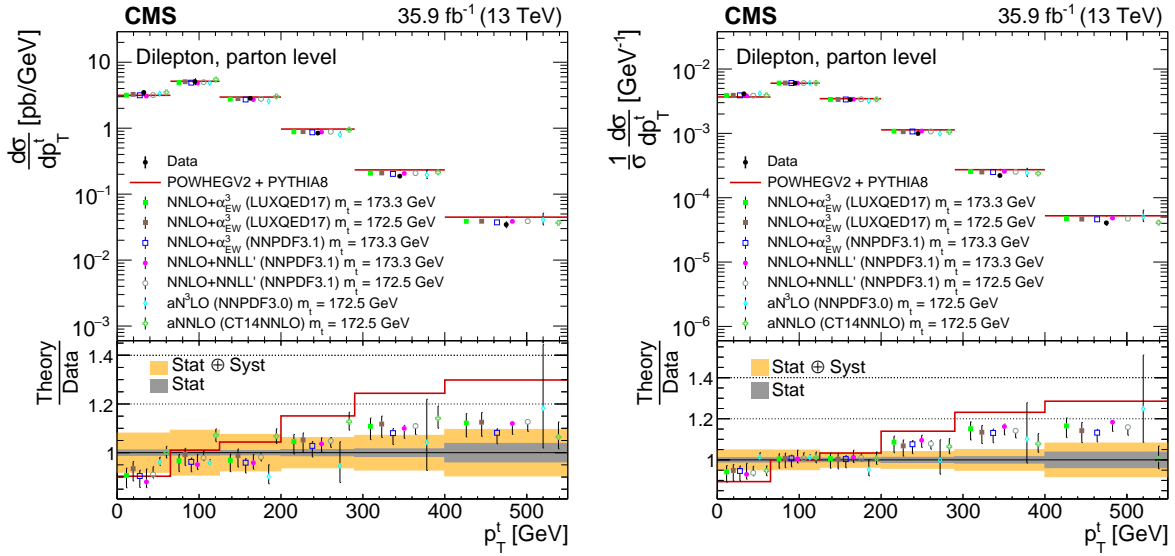 CMS 35.9 fb⁻¹ (13 TeV)
Dilepton, parton level
dσ/dp_T^t [pb/GeV]
10
1
10⁻¹
10⁻²
10⁻³
Data
POWHEGV2 + PYTHIA8
NNLO+α³_EW (LUXQED17) m_t = 173.3 GeV
NNLO+α³_EW (LUXQED17) m_t = 172.5 GeV
NNLO+α³_EW (NNPDF3.1) m_t = 173.3 GeV
NNLO+NNLL' (NNPDF3.1) m_t = 173.3 GeV
NNLO+NNLL' (NNPDF3.1) m_t = 172.5 GeV
aN³LO (NNPDF3.0) m_t = 172.5 GeV
aNNLO (CT14NNLO) m_t = 172.5 GeV
Theory
Data
1.4
1.2
1
Stat ⊕ Syst
Stat
0 100 200 300 400 500
p_T^t [GeV]
CMS 35.9 fb⁻¹ (13 TeV)
Dilepton, parton level
1/σ dσ/dp_T^t [GeV⁻¹]
10⁻²
10⁻³
10⁻⁴
10⁻⁵
10⁻⁶
Data
POWHEGV2 + PYTHIA8
NNLO+α³_EW (LUXQED17) m_t = 173.3 GeV
NNLO+α³_EW (LUXQED17) m_t = 172.5 GeV
NNLO+α³_EW (NNPDF3.1) m_t = 173.3 GeV
NNLO+NNLL' (NNPDF3.1) m_t = 173.3 GeV
NNLO+NNLL' (NNPDF3.1) m_t = 172.5 GeV
aN³LO (NNPDF3.0) m_t = 172.5 GeV
aNNLO (CT14NNLO) m_t = 172.5 GeV
Theory
Data
1.4
1.2
1
Stat ⊕ Syst
Stat
0 100 200 300 400 500
p_T^t [GeV]